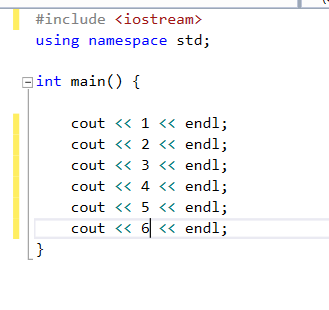 #include <iostream>
using namespace std;
int main() {
cout << 1 << endl;
cout << 2 << endl;
cout << 3 << endl;
cout << 4 << endl;
cout << 5 << endl;
cout << 6 << endl;
}